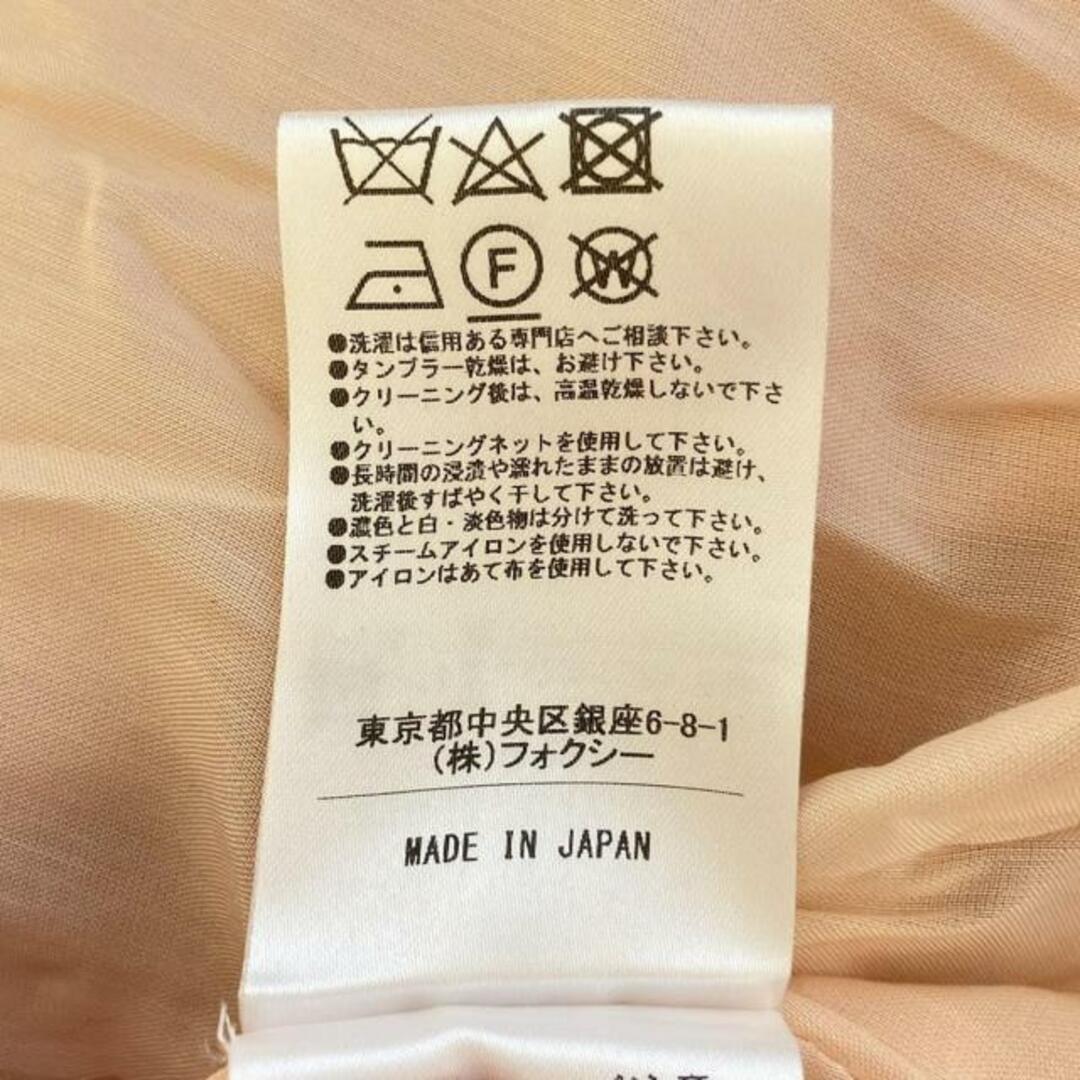 F W
●洗濯は信用ある専門店へご相談下さい。
●タンブラー乾燥は、お避け下さい。
●クリーニング後は、高温乾燥しないで下さ
い。
●クリーニングネットを使用して下さい。
●長時間の浸漬や濡れたままの放置は避け、
洗濯後すばやく干して下さい。
●濃色と白・淡色物は分けて洗って下さい。
●スチームアイロンを使用しないで下さい。
●アイロンはあて布を使用して下さい。
東京都中央区銀座6-8-1
(株)フォクシー
MADE IN JAPAN